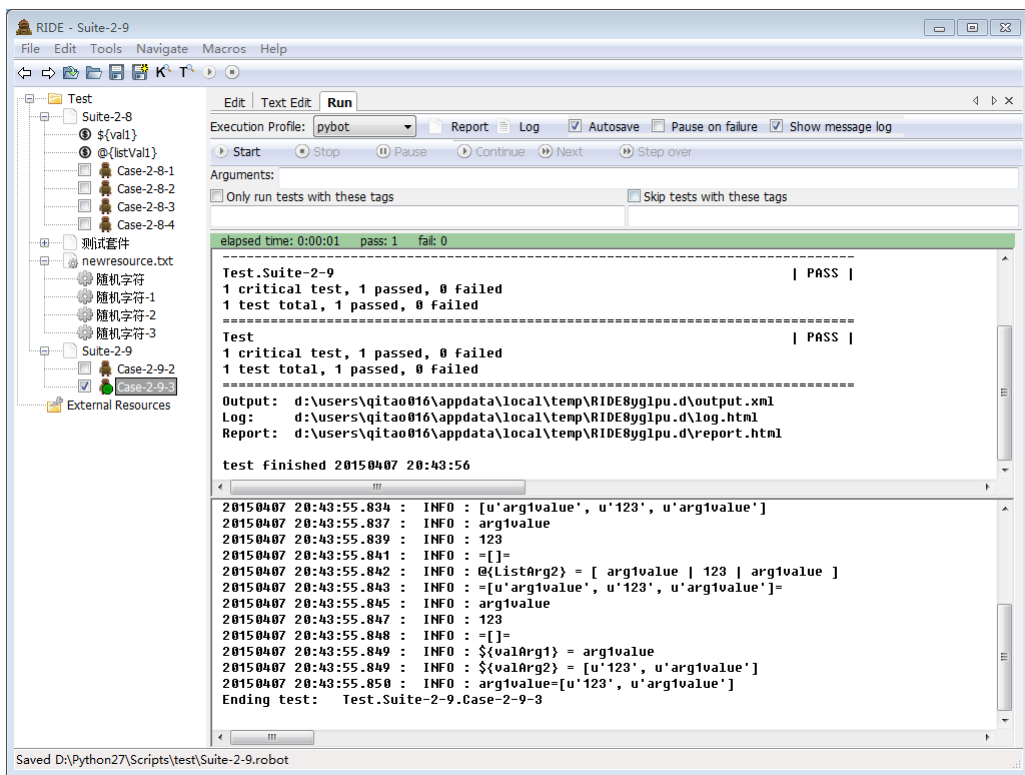 RIDE - Suite-2-9
File Edit Tools Navigate Macros Help
Test
Suite-2-8
${val1}
@{listVal1}
Case-2-8-1
Case-2-8-2
Case-2-8-3
Case-2-8-4
测试套件
newresource.txt
随机字符
随机字符-1
随机字符-2
随机字符-3
Suite-2-9
Case-2-9-2
Case-2-9-3
External Resources
Edit Text Edit Run
Execution Profile: pybot Report Log Autosave Pause on failure Show message log
Start Stop Pause Continue Next Step over
Arguments:
Only run tests with these tags Skip tests with these tags
elapsed time: 0:00:01 pass: 1 fail: 0
------------------------------------------------------------------------------
Test.Suite-2-9 | PASS |
1 critical test, 1 passed, 0 failed
1 test total, 1 passed, 0 failed
==============================================================================
Test | PASS |
1 critical test, 1 passed, 0 failed
1 test total, 1 passed, 0 failed
==============================================================================
Output: d:\users\qitao016\appdata\local\temp\RIDE8yglpu.d\output.xml
Log: d:\users\qitao016\appdata\local\temp\RIDE8yglpu.d\log.html
Report: d:\users\qitao016\appdata\local\temp\RIDE8yglpu.d\report.html
test finished 20150407 20:43:56
20150407 20:43:55.834 : INFO : [u'arg1value', u'123', u'arg1value']
20150407 20:43:55.837 : INFO : arg1value
20150407 20:43:55.839 : INFO : 123
20150407 20:43:55.841 : INFO : =[]=
20150407 20:43:55.842 : INFO : @{ListArg2} = [ arg1value | 123 | arg1value ]
20150407 20:43:55.843 : INFO : =[u'arg1value', u'123', u'arg1value']=
20150407 20:43:55.845 : INFO : arg1value
20150407 20:43:55.847 : INFO : 123
20150407 20:43:55.848 : INFO : =[]=
20150407 20:43:55.849 : INFO : ${valArg1} = arg1value
20150407 20:43:55.849 : INFO : ${valArg2} = [u'123', u'arg1value']
20150407 20:43:55.850 : INFO : arg1value=[u'123', u'arg1value']
Ending test: Test.Suite-2-9.Case-2-9-3
Saved D:\Python27\Scripts\test\Suite-2-9.robot